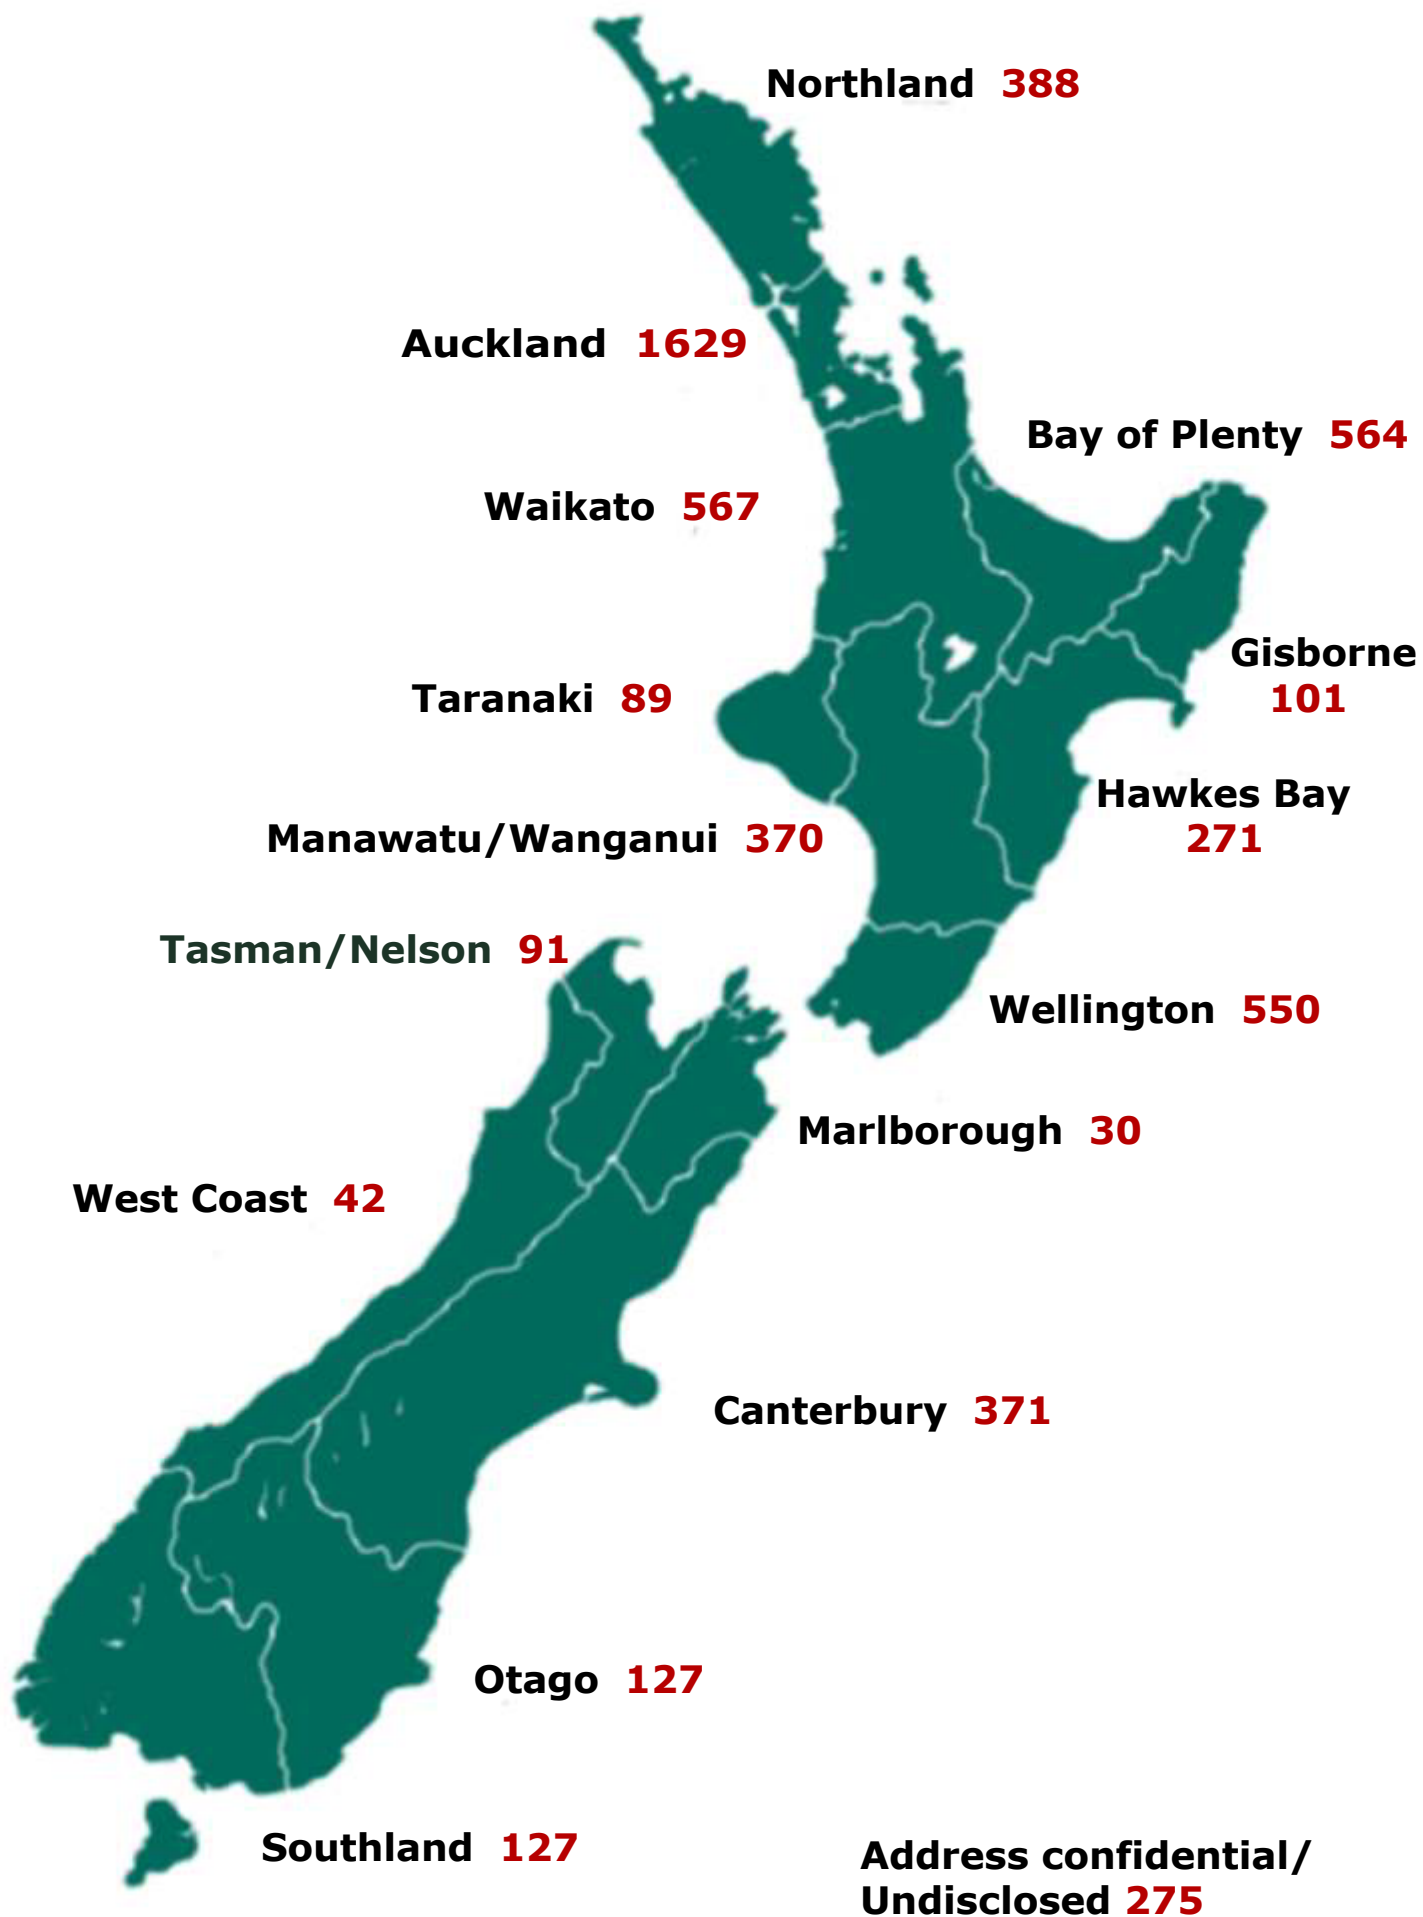 Northland 388
Auckland 1629
Bay of Plenty 564
Waikato 567
Gisborne
101
Taranaki 89
Hawkes Bay
271
Manawatu/Wanganui 370
Tasman/Nelson 91
Wellington 550
Marlborough 30
West Coast 42
Canterbury 371
Otago 127
Southland 127
Address confidential/
Undisclosed 275